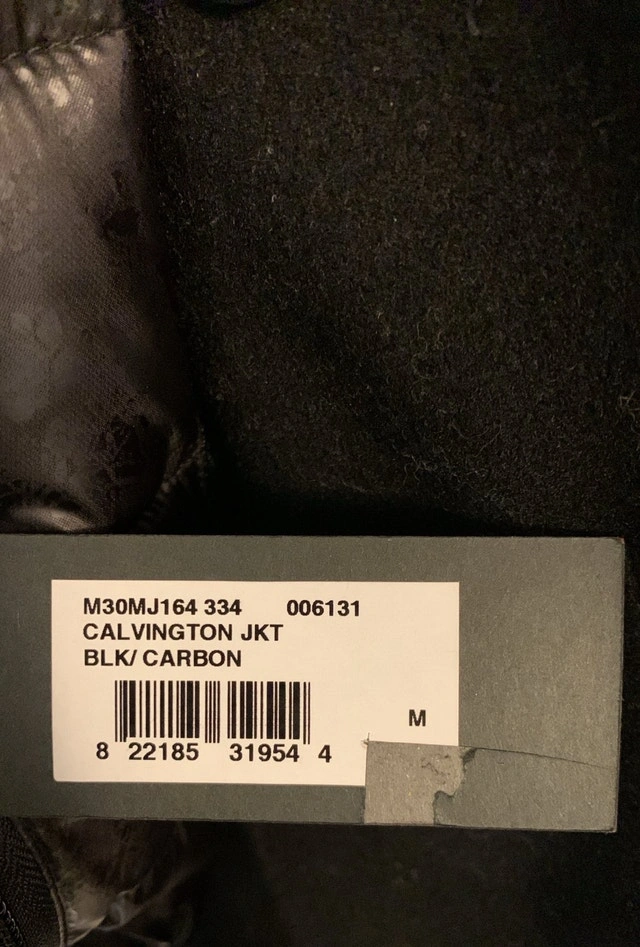 M30MJ164 334 006131
CALVINGTON JKT
BLK/ CARBON
M
8 22185 31954 4